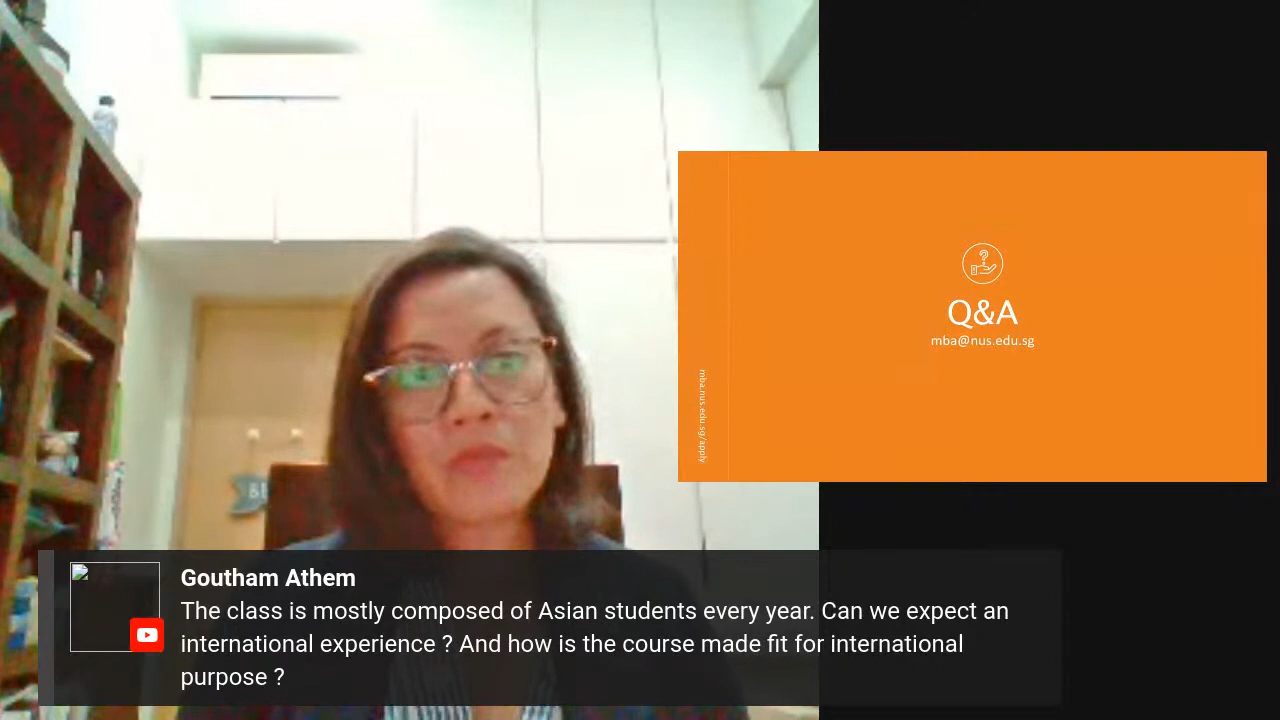 Q&A
mba@nus.edu.sg
mba.nus.edu.sg/apply
Goutham Athem
The class is mostly composed of Asian students every year. Can we expect an
international experience ? And how is the course made fit for international
purpose ?